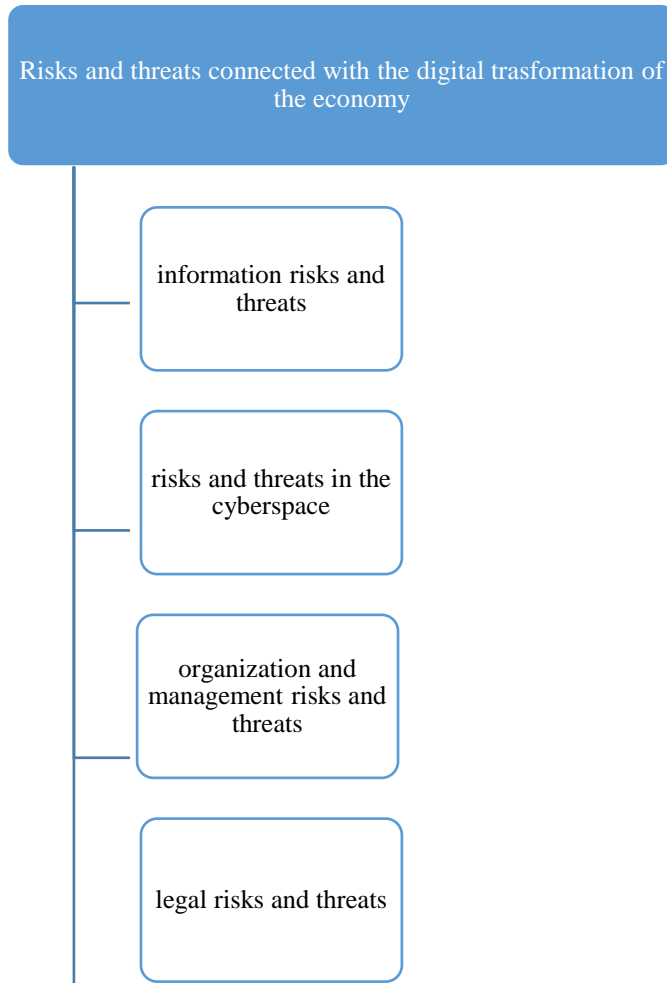 Risks and threats connected with the digital trasformation of
the economy
information risks and
threats
risks and threats in the
cyberspace
organization and
management risks and
threats
legal risks and threats